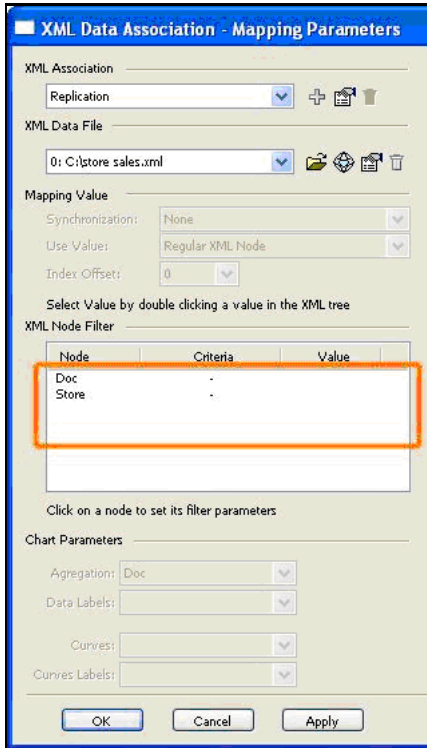 XML Data Association - Mapping Parameters
XML Association
Replication
XML Data File
0: C:\store sales.xml
Mapping Value
Synchronization: None
Use Value: Regular XML Node
Index Offset: 0
Select Value by double clicking a value in the XML tree
XML Node Filter
Node Criteria Value
Doc -
Store -
Click on a node to set its filter parameters
Chart Parameters
Agregation: Doc
Data Labels:
Curves:
Curves Labels:
OK Cancel Apply